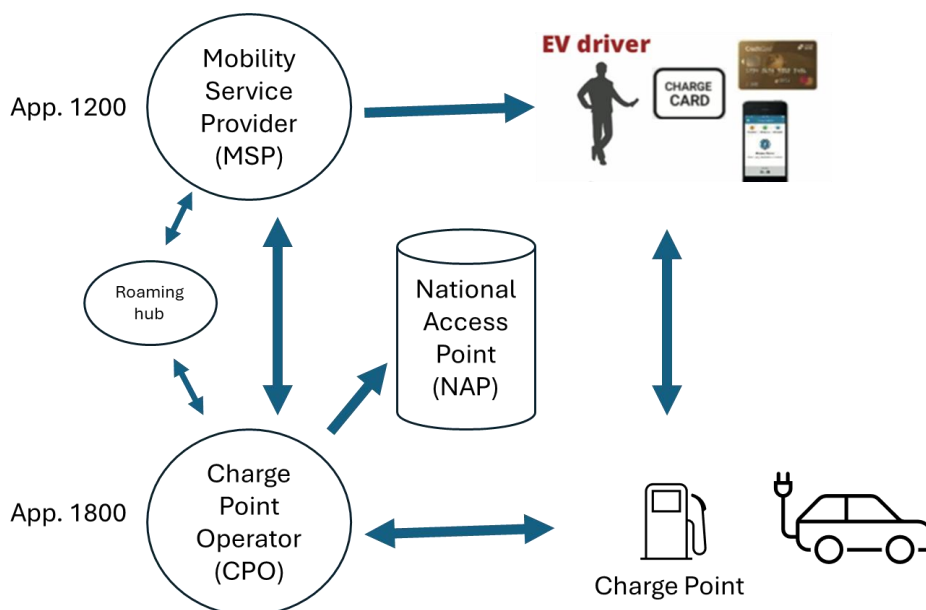 App. 1200
Mobility
Service
Provider
(MSP)
EV driver
CHARGE
CARD
Roaming
hub
National
Access
Point
(NAP)
App. 1800
Charge
Point
Operator
(CPO)
Charge Point